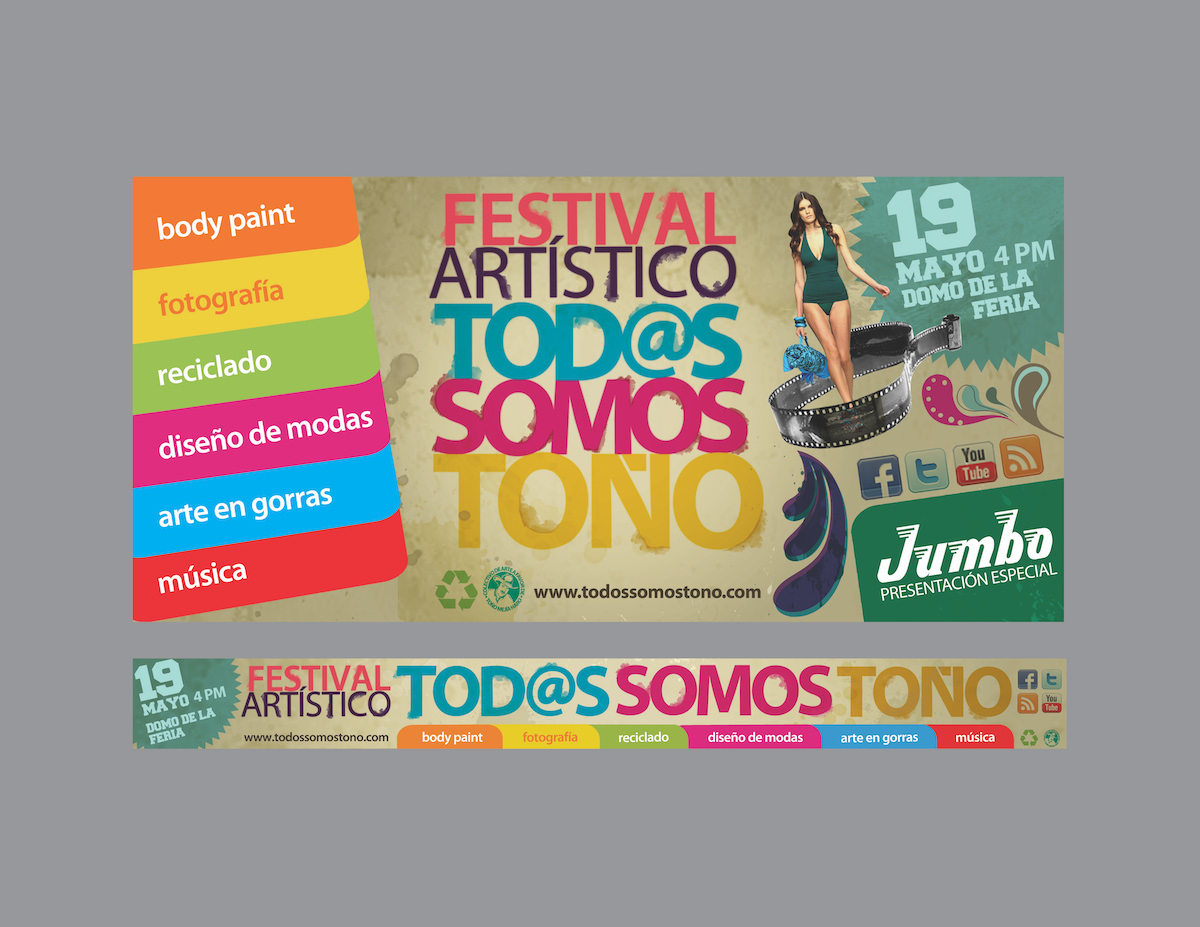 body paint
fotografía
reciclado
diseño de modas
arte en gorras
música
FESTIVAL
ARTÍSTICO
TOD@S
SOMOS
TOÑO
www.todossomostono.com
19
MAYO 4 PM
DOMO DE LA
FERIA
You
Tube
Jumbo
PRESENTACIÓN ESPECIAL
19
MAYO 4 PM
DOMO DE LA
FERIA
FESTIVAL
ARTÍSTICO
TOD@S SOMOS TOÑO
You
Tube
www.todossomostono.com
body paint
fotografía
reciclado
diseño de modas
arte en gorras
música